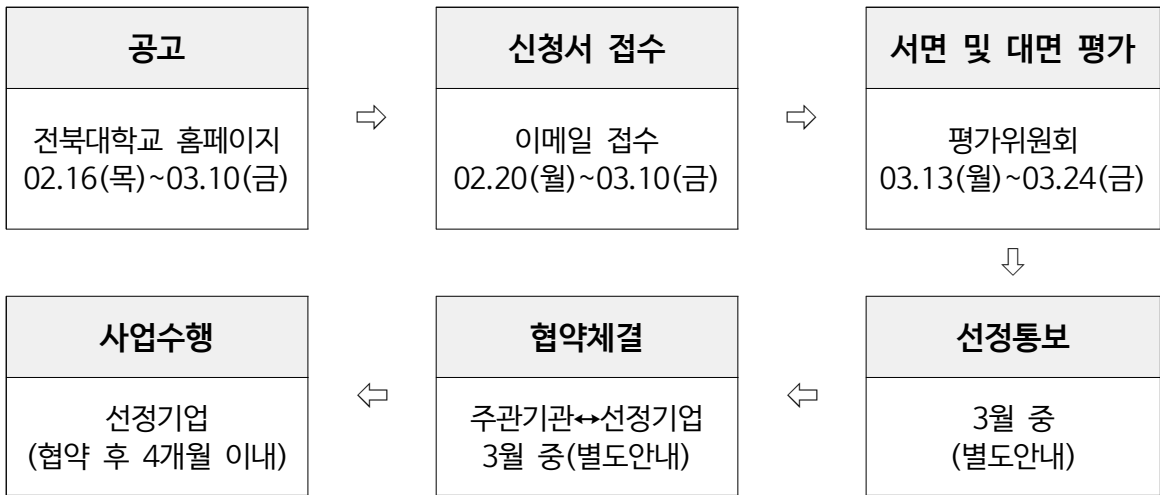 공고
전북대학교 홈페이지
02.16(목)~03.10(금)
⇨
신청서 접수
이메일 접수
02.20(월)~03.10(금)
⇨
서면 및 대면 평가
평가위원회
03.13(월)~03.24(금)
⇩
선정통보
3월 중
(별도안내)
⇦
협약체결
주관기관↔선정기업
3월 중(별도안내)
⇦
사업수행
선정기업
(협약 후 4개월 이내)